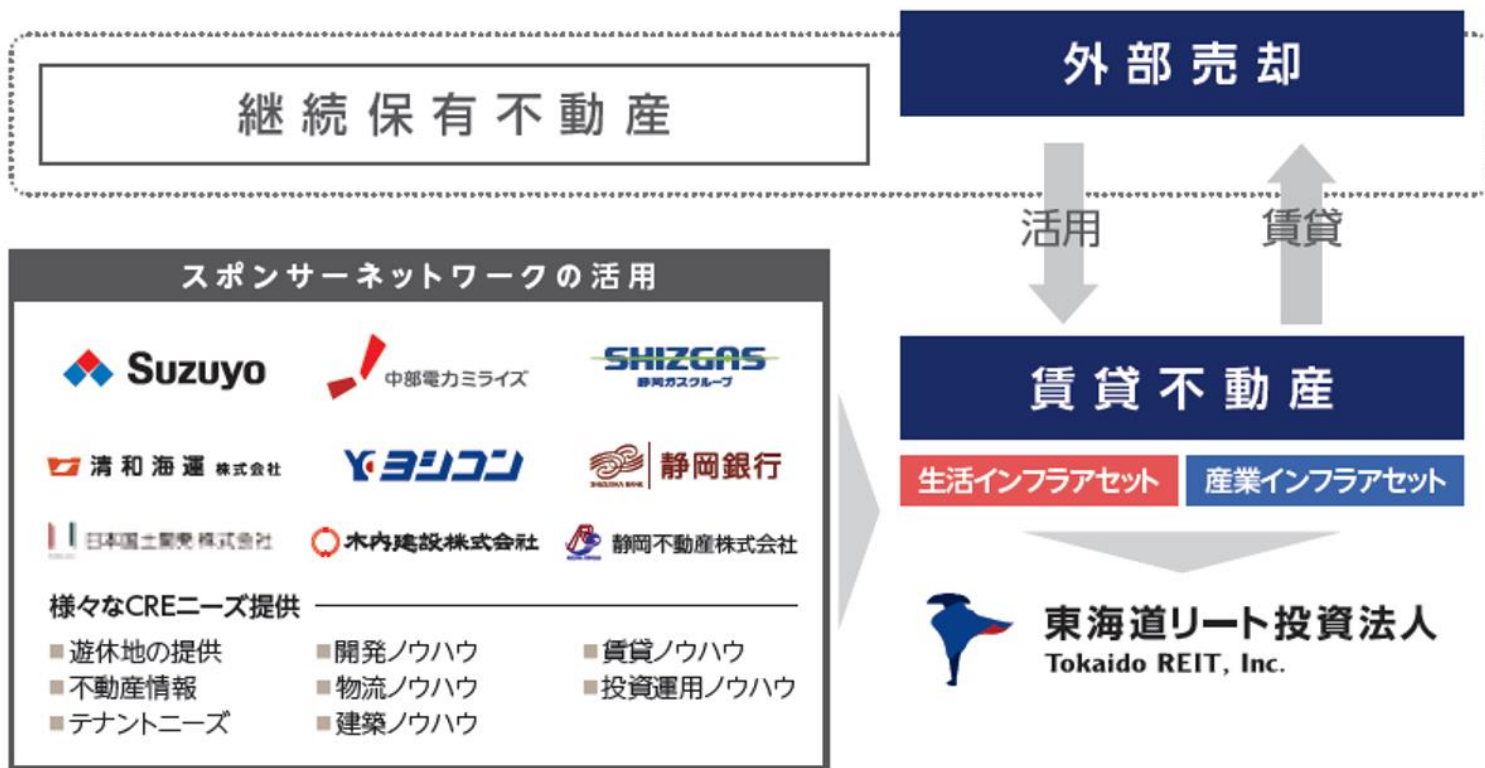 外部売却
継続保有不動産
活用
賃貸
スポンサーネットワークの活用
Suzuyo
中部電力ミライズ
SHIZGAS
静岡ガスグループ
清和海運 株式会社
ヨシコン
静岡銀行
SHIZUOKA BANK
日本国土開発株式会社
木内建設株式会社
静岡不動産株式会社
様々なCREニーズ提供
■遊休地の提供
■開発ノウハウ
■賃貸ノウハウ
■不動産情報
■物流ノウハウ
■投資運用ノウハウ
■テナントニーズ
■建築ノウハウ
賃貸不動産
生活インフラアセット
産業インフラアセット
東海道リート投資法人
Tokaido REIT, Inc.